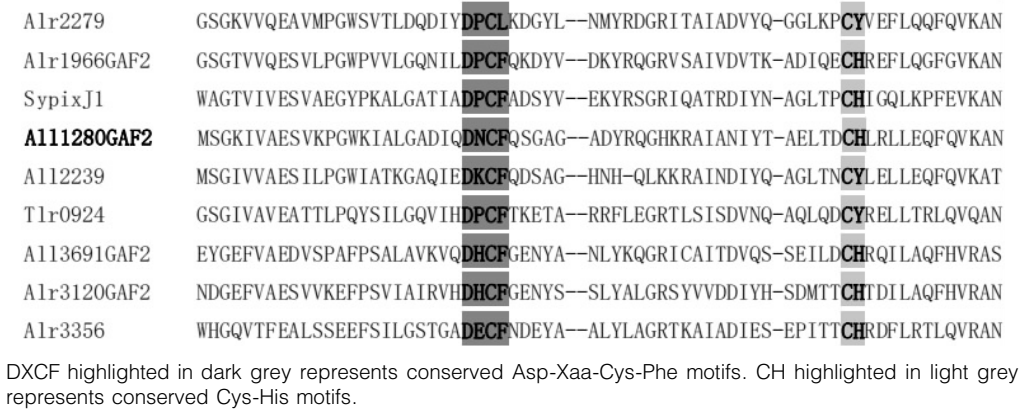 Alr2279 GSGKVVQEAVMPGWSVTLDQDIYDPCLKDGYL--NMYRDGRITAIADVYQ-GGLKPCYVEFLQQFQVKAN
Alr1966GAF2 GSGTVVQESVLPGWPVVLGQNILDPCFQKDYV--DKYRQGRVSAIVDVTK-ADIQECHREFLQGFGVKAN
SypixJ1 WAGTVIVESVAEGYPKALGATIADPCFADSYV--EKYRSGRIQATRDIYN-AGLTPCHIGQLKPFEVKAN
All1280GAF2 MSGKIVAESVKPGWKIALGADIQDNCFQSGAG--ADYRQGHKRAIANIYT-AELTDCHLRLLEQFQVKAN
All2239 MSGIVVAESILPGWIATKGAQIEDKCFQDSAG--HNH-QLKKRAINDIYQ-AGLTNCYLELLEQFQVKAT
Tlr0924 GSGIVAVEATTLPQYSILGQVIHDPCFTKETA--RRFLEGRTLSISDVNQ-AQLQDCYRELLTRLQVQAN
All3691GAF2 EYGEFVAEDVSPAFPSALAVKVQDHCFGENYA--NLYKQGRICAITDVQS-SEILDCHRQILAQFHVRAS
Alr3120GAF2 NDGEFVAESVVKEFPSVIAIRVHDHCFGENYS--SLYALGRSYVVDDIYH-SDMTTCHTDILAQFHVRAN
Alr3356 WHGQVTFEALSSEEFSILGSTGADECFNDEYA--ALYLAGRTKAIADIES-EPITTCHRDFLRTLQVRAN
DXCF highlighted in dark grey represents conserved Asp-Xaa-Cys-Phe motifs. CH highlighted in light grey
represents conserved Cys-His motifs.